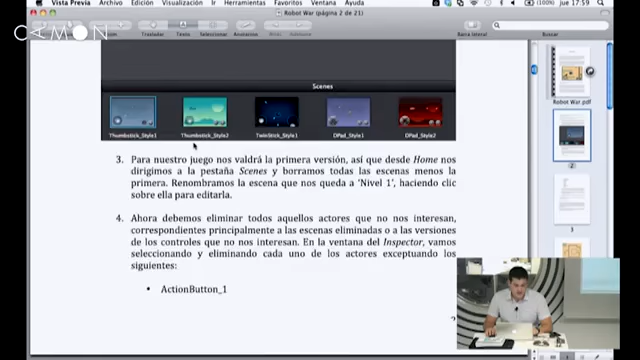 Vista Previa Archivo Edición Visualización Ir Herramientas Favoritos Ventana Ayuda (100%) jue 17:59
Robot War (página 2 de 21)
CAMON
Trasladar Texto Seleccionar Barra lateral Buscar
Scenes
Thumbstick_Style1 Thumbstick_Style2 TwinStick_Style1 DPad_Style1 DPad_Style2
Robot War.pdf
2
3
3. Para nuestro juego nos valdrá la primera versión, así que desde Home nos
dirigimos a la pestaña Scenes y borramos todas las escenas menos la
primera. Renombramos la escena que nos queda a 'Nivel 1', haciendo clic
sobre ella para editarla.
4. Ahora debemos eliminar todos aquellos actores que no nos interesan,
correspondientes principalmente a las escenas eliminadas o a las versiones
de los controles que no nos interesan. En la ventana del Inspector, vamos
seleccionando y eliminando cada uno de los actores exceptuando los
siguientes:
• ActionButton_1